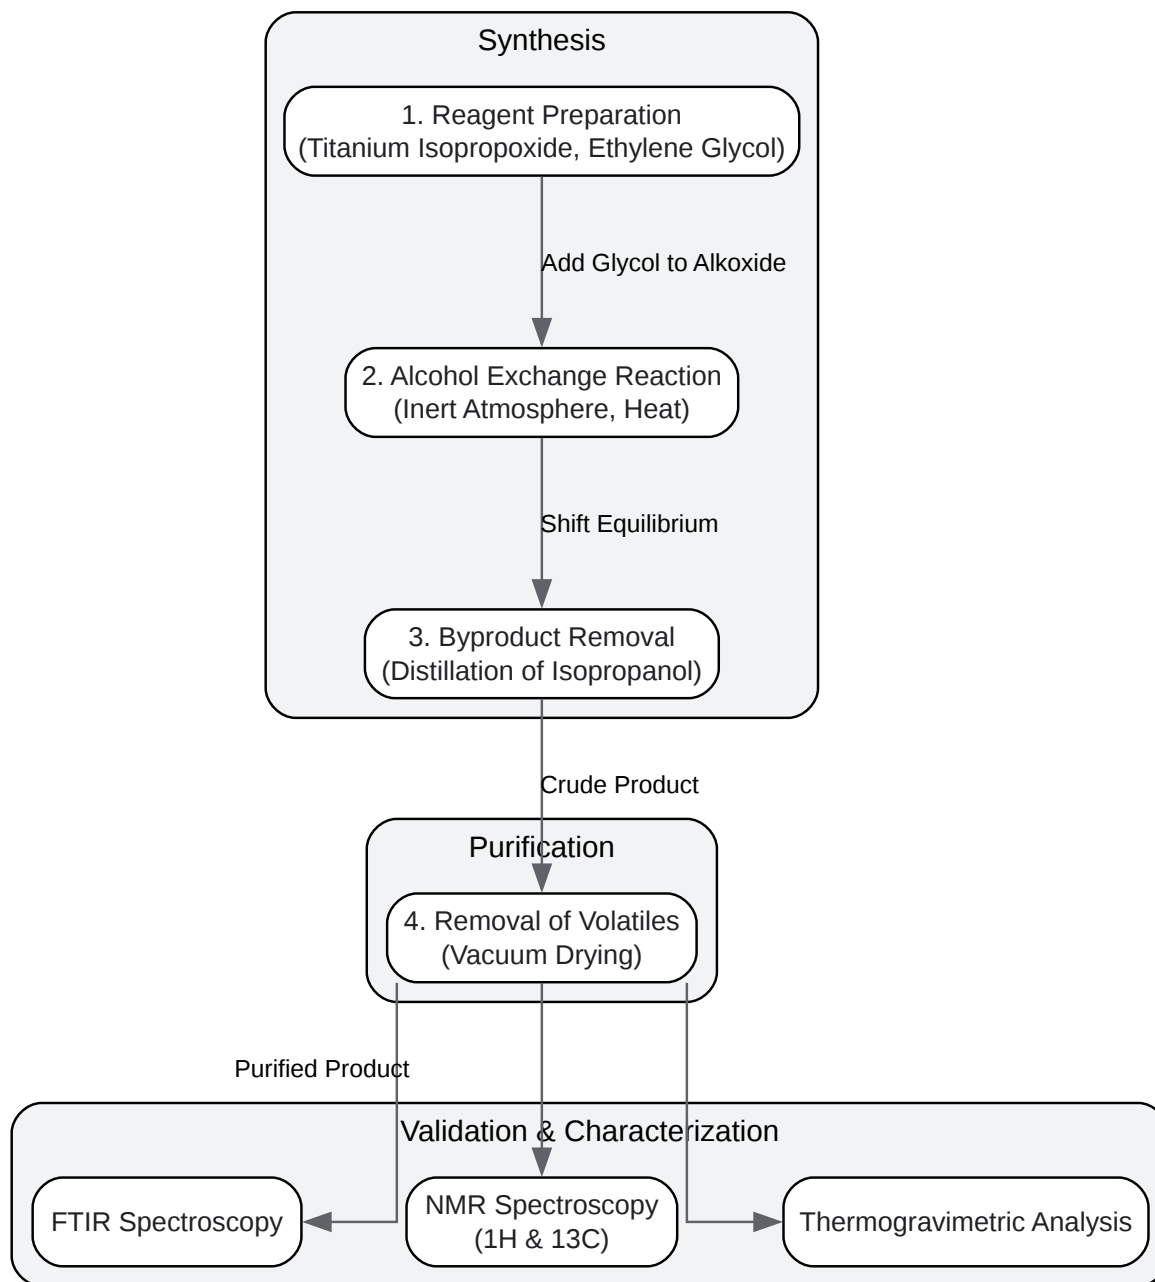 Synthesis
1. Reagent Preparation
(Titanium Isopropoxide, Ethylene Glycol)
Add Glycol to Alkoxide
2. Alcohol Exchange Reaction
(Inert Atmosphere, Heat)
Shift Equilibrium
3. Byproduct Removal
(Distillation of Isopropanol)
Crude Product
Purification
4. Removal of Volatiles
(Vacuum Drying)
Purified Product
Validation & Characterization
FTIR Spectroscopy
NMR Spectroscopy
(1H & 13C)
Thermogravimetric Analysis